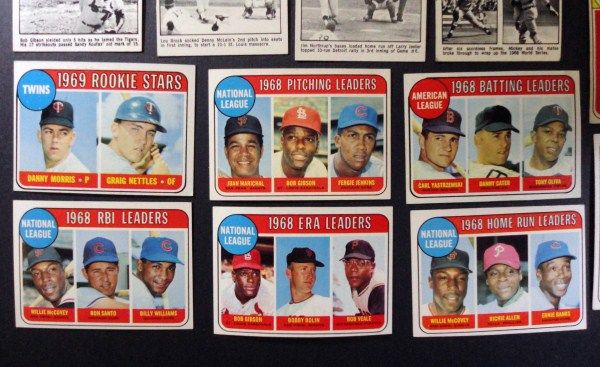 Bob Gibson yielded only 5 hits as he tamed the Tigers.
His 17 strikeouts passed Sandy Koufax' old mark of 15.
Lou Brock socked Denny McLain's 2nd pitch into seats
in first inning, to start a 10-1 St. Louis massacre.
Jim Northrup's bases loaded home run off Larry Jaster
topped 10-run Detroit rally in 3rd inning of Game #6.
After six scoreless frames, Mickey and his mates
broke through to wrap up the 1968 World Series.
1969 ROOKIE STARS
TWINS
DANNY MORRIS • P
GRAIG NETTLES • OF
1968 PITCHING LEADERS
NATIONAL
LEAGUE
JUAN MARICHAL
BOB GIBSON
FERGIE JENKINS
1968 BATTING LEADERS
AMERICAN
LEAGUE
CARL YASTRZEMSKI
DANNY CATER
TONY OLIVA
1968 RBI LEADERS
NATIONAL
LEAGUE
WILLIE McCOVEY
RON SANTO
BILLY WILLIAMS
1968 ERA LEADERS
NATIONAL
LEAGUE
BOB GIBSON
BOBBY BOLIN
BOB VEALE
1968 HOME RUN LEADERS
NATIONAL
LEAGUE
WILLIE McCOVEY
RICHIE ALLEN
ERNIE BANKS